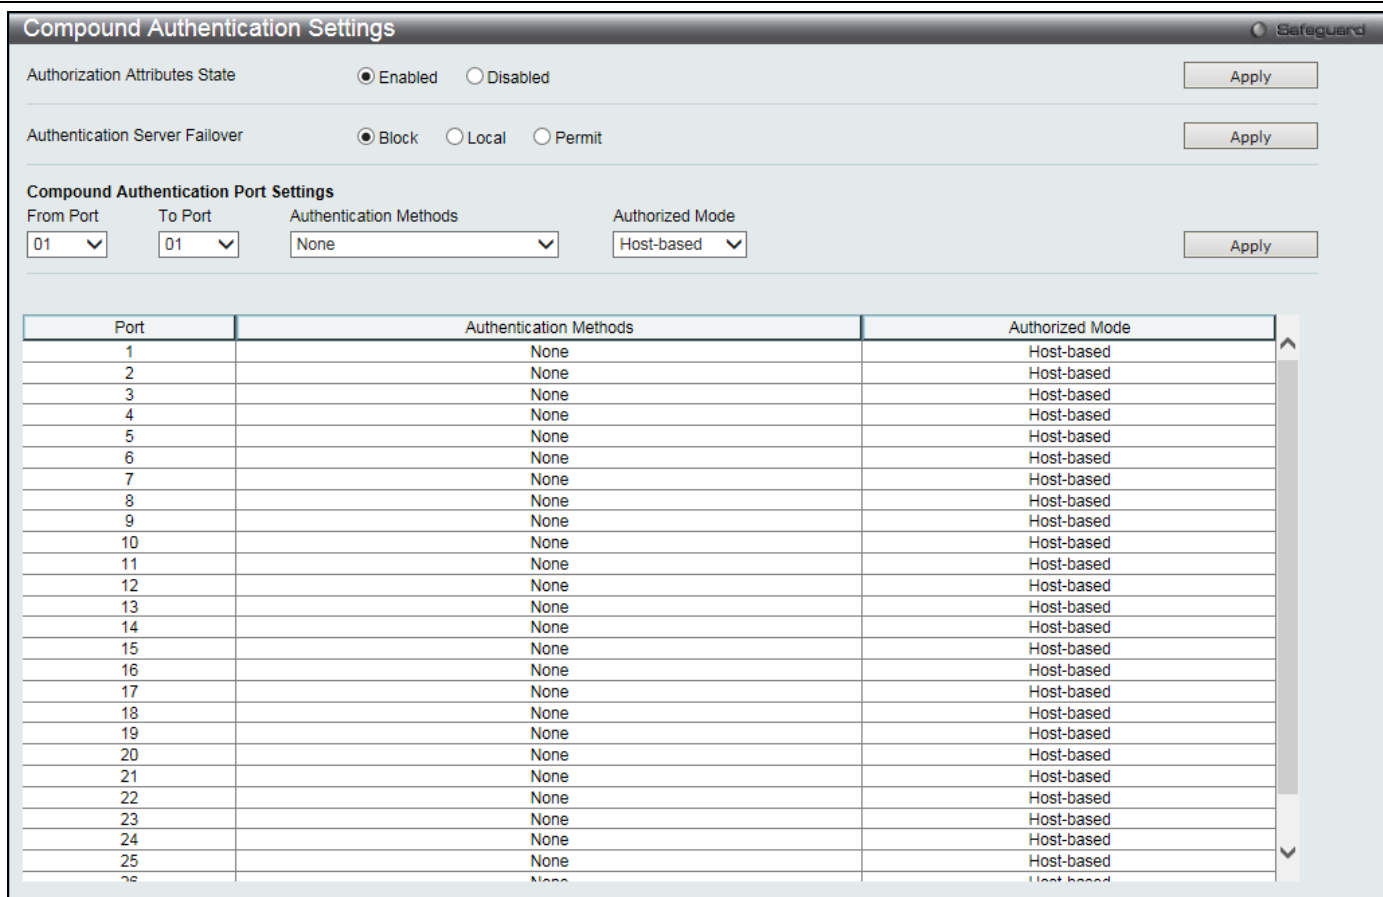 Compound Authentication Settings Safeguard
Authorization Attributes State Enabled Disabled Apply
Authentication Server Failover Block Local Permit Apply
Compound Authentication Port Settings
From Port To Port Authentication Methods Authorized Mode
01 01 None Host-based Apply
Port Authentication Methods Authorized Mode
1 None Host-based
2 None Host-based
3 None Host-based
4 None Host-based
5 None Host-based
6 None Host-based
7 None Host-based
8 None Host-based
9 None Host-based
10 None Host-based
11 None Host-based
12 None Host-based
13 None Host-based
14 None Host-based
15 None Host-based
16 None Host-based
17 None Host-based
18 None Host-based
19 None Host-based
20 None Host-based
21 None Host-based
22 None Host-based
23 None Host-based
24 None Host-based
25 None Host-based
26 None Host-based